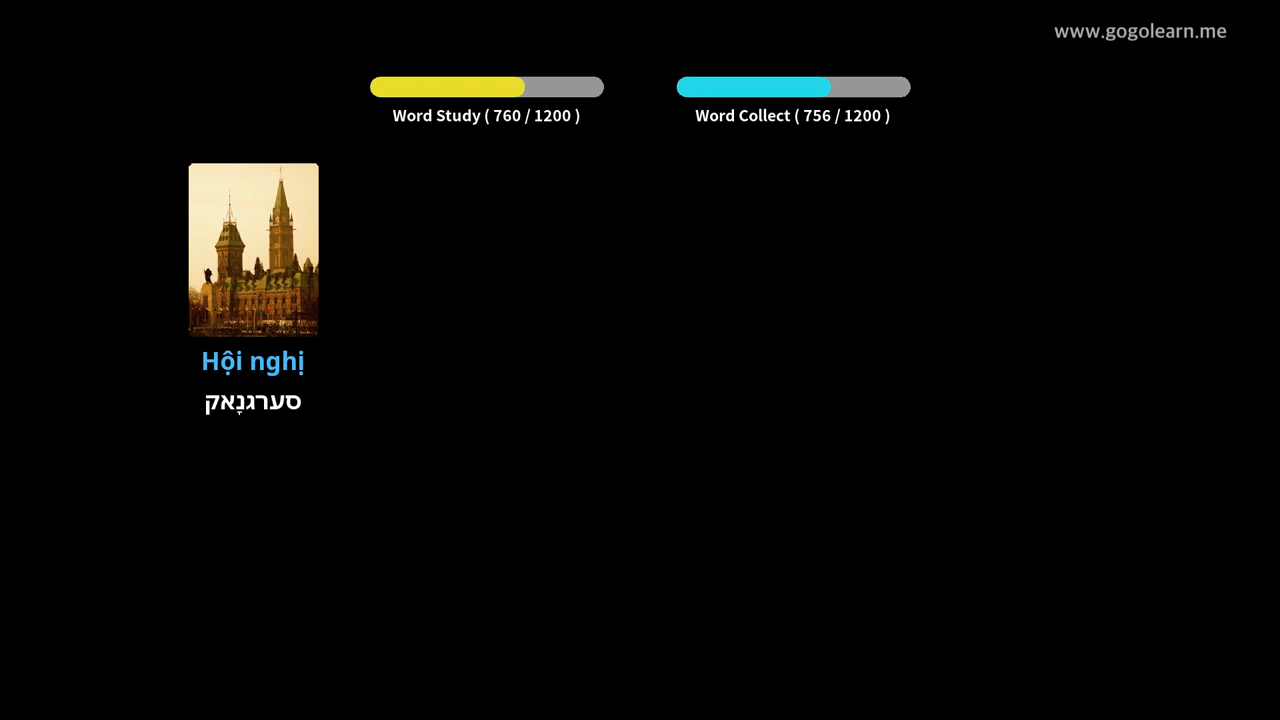 www.gogolearn.me
Word Study ( 760 / 1200 )
Word Collect ( 756 / 1200 )
Hội nghị
סערגנָאק